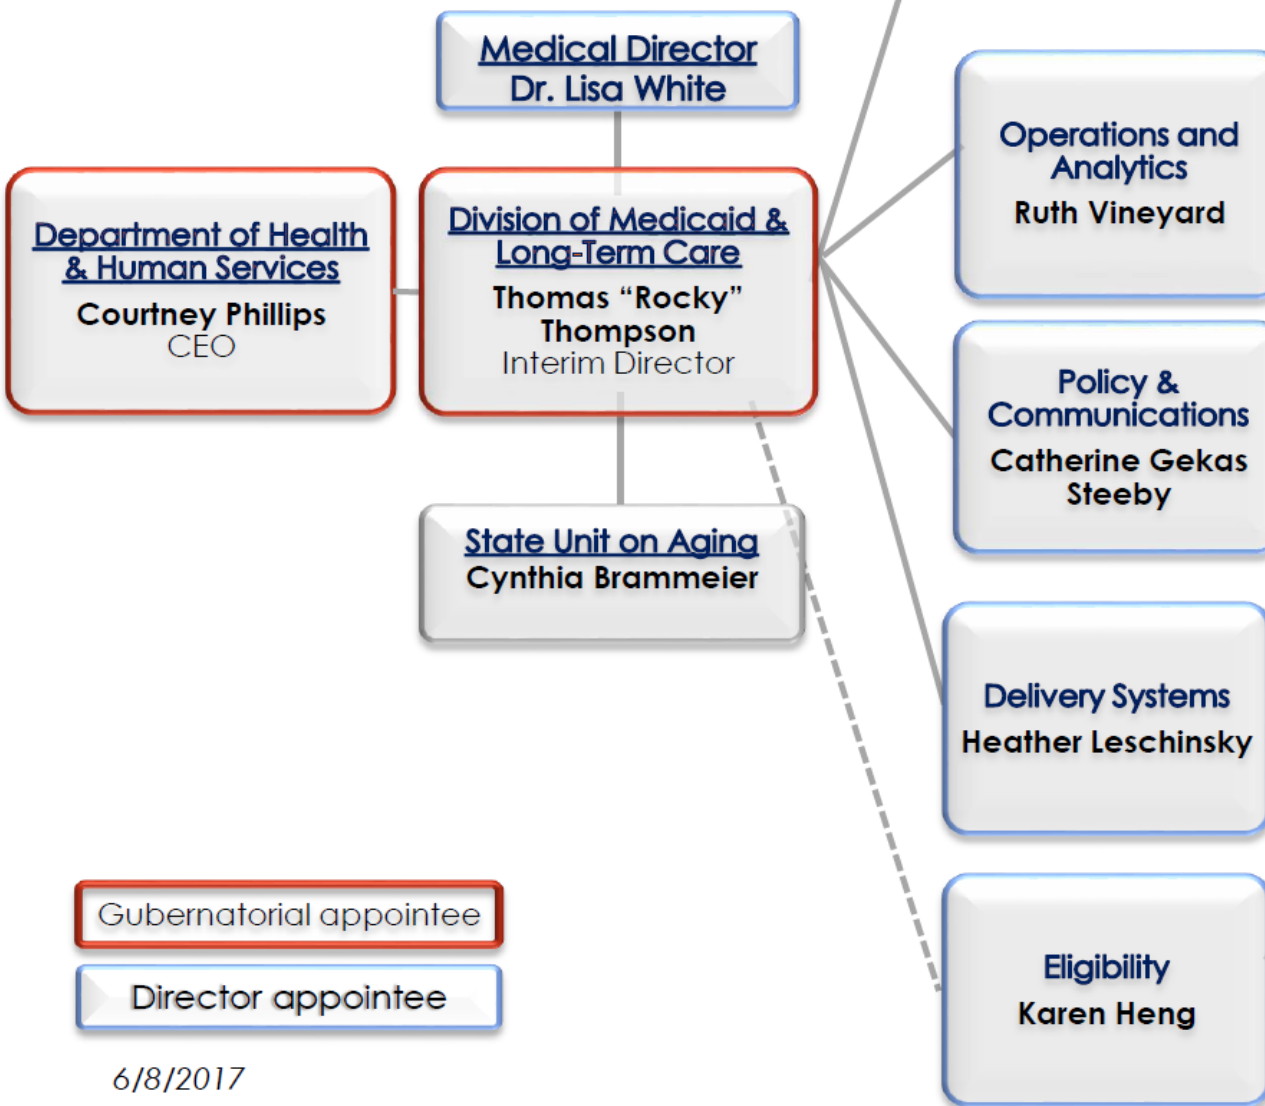 Medical Director
Dr. Lisa White
Department of Health
& Human Services
Courtney Phillips
CEO
Division of Medicaid &
Long-Term Care
Thomas “Rocky”
Thompson
Interim Director
State Unit on Aging
Cynthia Brammeier
Operations and
Analytics
Ruth Vineyard
Policy &
Communications
Catherine Gekas
Steeby
Delivery Systems
Heather Leschinsky
Eligibility
Karen Heng
Gubernatorial appointee
Director appointee
6/8/2017